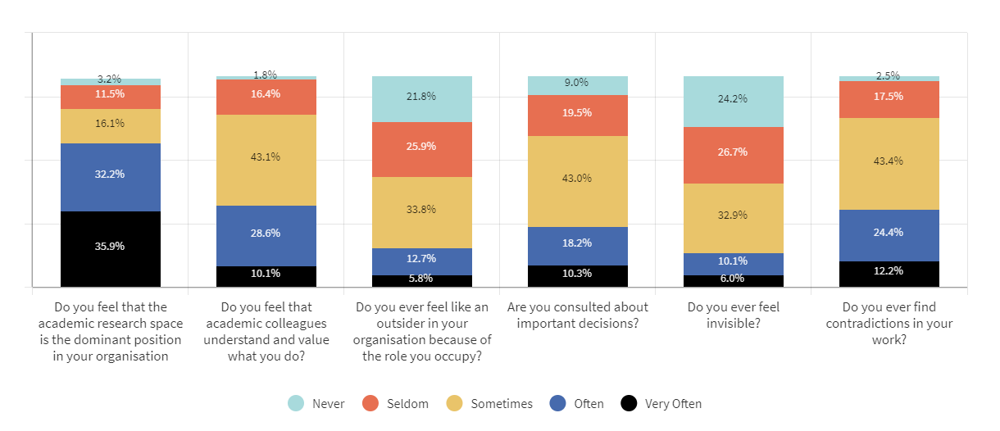 3.2%
11.5%
16.1%
32.2%
35.9%
1.8%
16.4%
43.1%
28.6%
10.1%
21.8%
25.9%
33.8%
12.7%
5.8%
9.0%
19.5%
43.0%
18.2%
10.3%
24.2%
26.7%
32.9%
10.1%
6.0%
2.5%
17.5%
43.4%
24.4%
12.2%
Do you feel that the
academic research space
is the dominant position
in your organisation
Do you feel that
academic colleagues
understand and value
what you do?
Do you ever feel like an
outsider in your
organisation because of
the role you occupy?
Are you consulted about
important decisions?
Do you ever feel
invisible?
Do you ever find
contradictions in your
work?
Never
Seldom
Sometimes
Often
Very Often